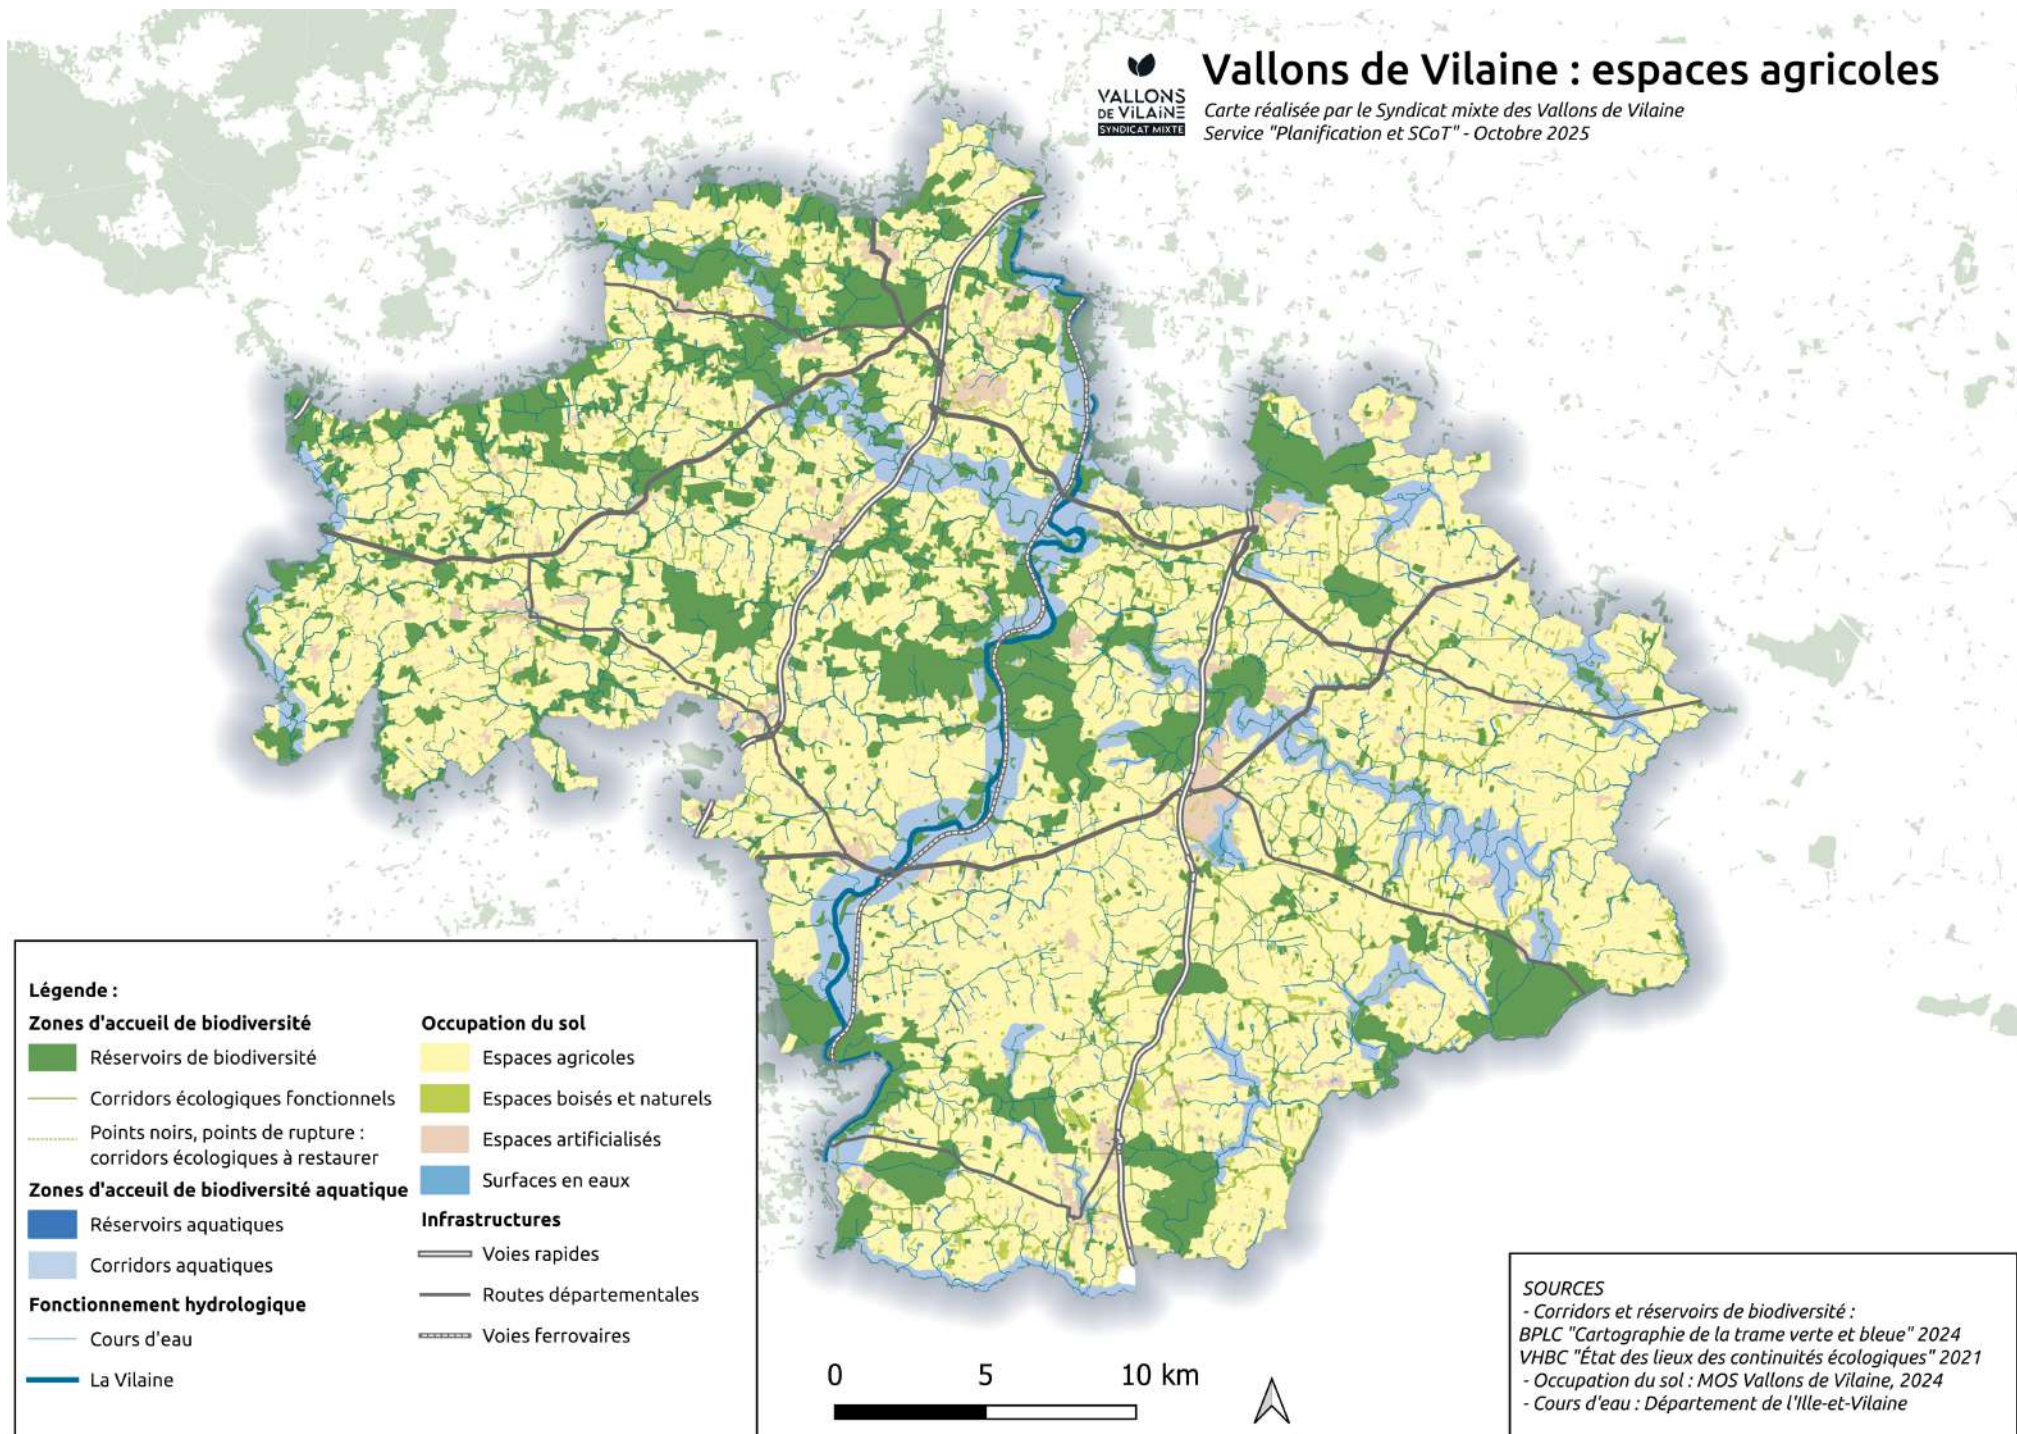 VALLONS
DE VILAINE
SYNDICAT MIXTE
Vallons de Vilaine : espaces agricoles
Carte réalisée par le Syndicat mixte des Vallons de Vilaine
Service "Planification et SCoT" - Octobre 2025
Légende :
Zones d'accueil de biodiversité
Réservoirs de biodiversité
Corridors écologiques fonctionnels
Points noirs, points de rupture :
corridors écologiques à restaurer
Zones d'acceuil de biodiversité aquatique
Réservoirs aquatiques
Corridors aquatiques
Fonctionnement hydrologique
Cours d'eau
La Vilaine
Occupation du sol
Espaces agricoles
Espaces boisés et naturels
Espaces artificialisés
Surfaces en eaux
Infrastructures
Voies rapides
Routes départementales
Voies ferrovaires
0 5 10 km
SOURCES
- Corridors et réservoirs de biodiversité :
BPLC "Cartographie de la trame verte et bleue" 2024
VHBC "État des lieux des continuités écologiques" 2021
- Occupation du sol : MOS Vallons de Vilaine, 2024
- Cours d'eau : Département de l'Ille-et-Vilaine